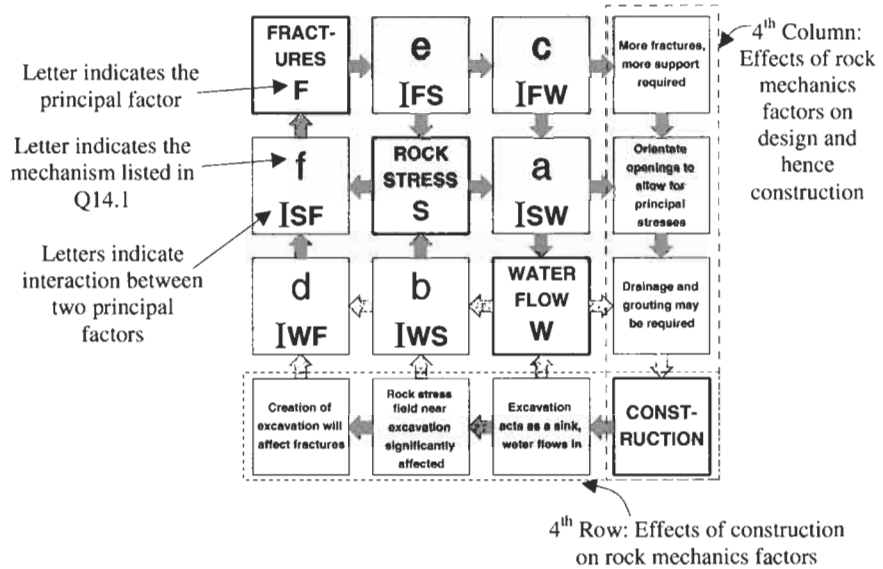 FRACT-
URES
F
e
IFS
c
IFW
More fractures,
more support
required
4th Column:
Effects of rock
mechanics
factors on
design and
hence
construction
Letter indicates the
principal factor
Letter indicates the
mechanism listed in
Q14.1
f
ISF
ROCK
STRESS
S
a
ISW
Orientate
openings to
allow for
principal
stresses
Letters indicate
interaction between
two principal
factors
d
IWF
b
IWS
WATER
FLOW
W
Drainage and
grouting may
be required
Creation of
excavation will
affect fractures
Rock stress
field near
excavation
significantly
affected
Excavation
acts as a sink,
water flows in
CONST-
RUCTION
4th Row: Effects of construction
on rock mechanics factors